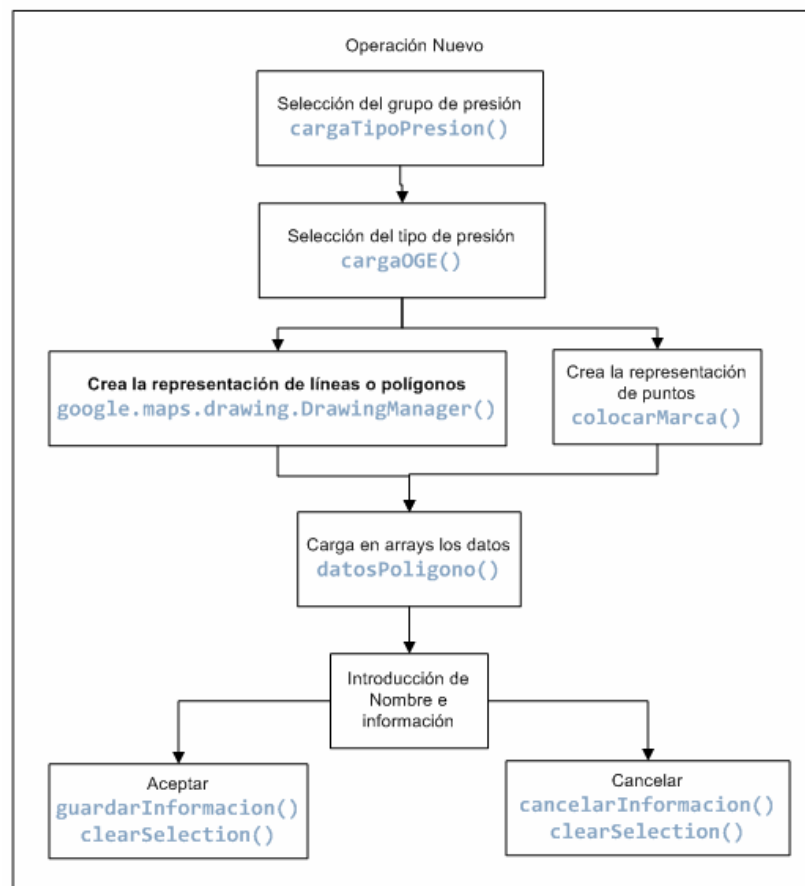 Operación Nuevo
Selección del grupo de presión
cargaTipoPresion()
Selección del tipo de presión
cargaOGE()
Crea la representación de líneas o polígonos
google.maps.drawing.DrawingManager()
Crea la representación
de puntos
colocarMarca()
Carga en arrays los datos
datosPoligono()
Introducción de
Nombre e
información
Aceptar
guardarInformacion()
clearSelection()
Cancelar
cancelarInformacion()
clearSelection()